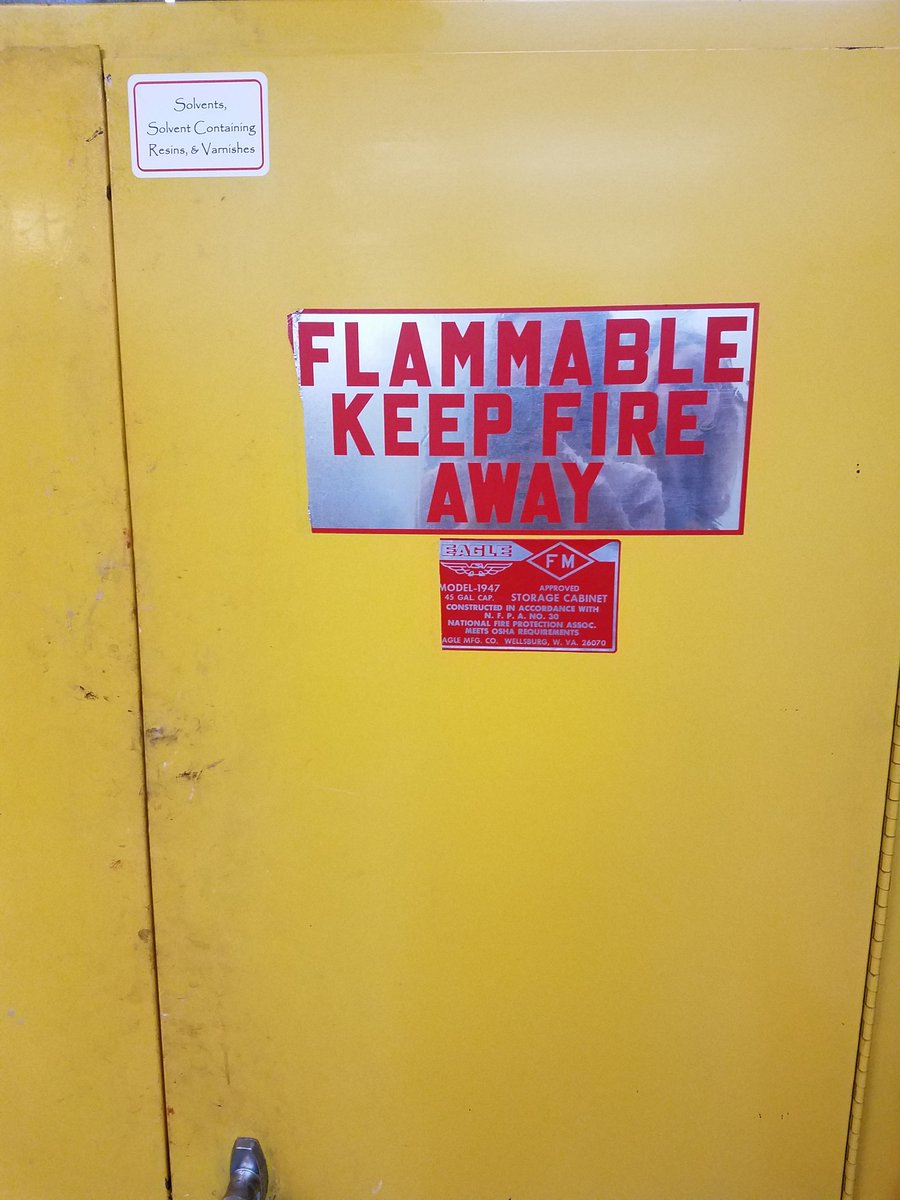 Solvents,
Solvent Containing
Resins, & Varnishes
FLAMMABLE
KEEP FIRE
AWAY
EAGLE FM
MODEL-1947 APPROVED
45 GAL. CAP. STORAGE CABINET
CONSTRUCTED IN ACCORDANCE WITH
N. F. P. A. NO. 30
NATIONAL FIRE PROTECTION ASSOC.
MEETS OSHA REQUIREMENTS
AGLE MFG. CO. WELLSBURG, W. VA. 26070